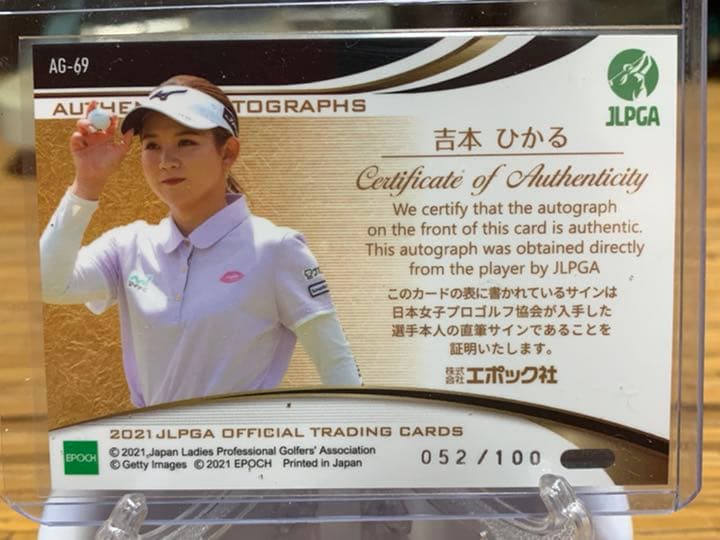 AG-69
AUTHEN TOGRAPHS
JLPGA
吉本 ひかる
Certificate of Authenticity
We certify that the autograph
on the front of this card is authentic.
This autograph was obtained directly
from the player by JLPGA
このカードの表に書かれているサインは
日本女子プロゴルフ協会が入手した
選手本人の直筆サインであることを
証明いたします。
株式会社エポック社
2021 JLPGA OFFICIAL TRADING CARDS
EPOCH
© 2021, Japan Ladies Professional Golfers' Association
© Getty Images © 2021 EPOCH Printed in Japan
052/100